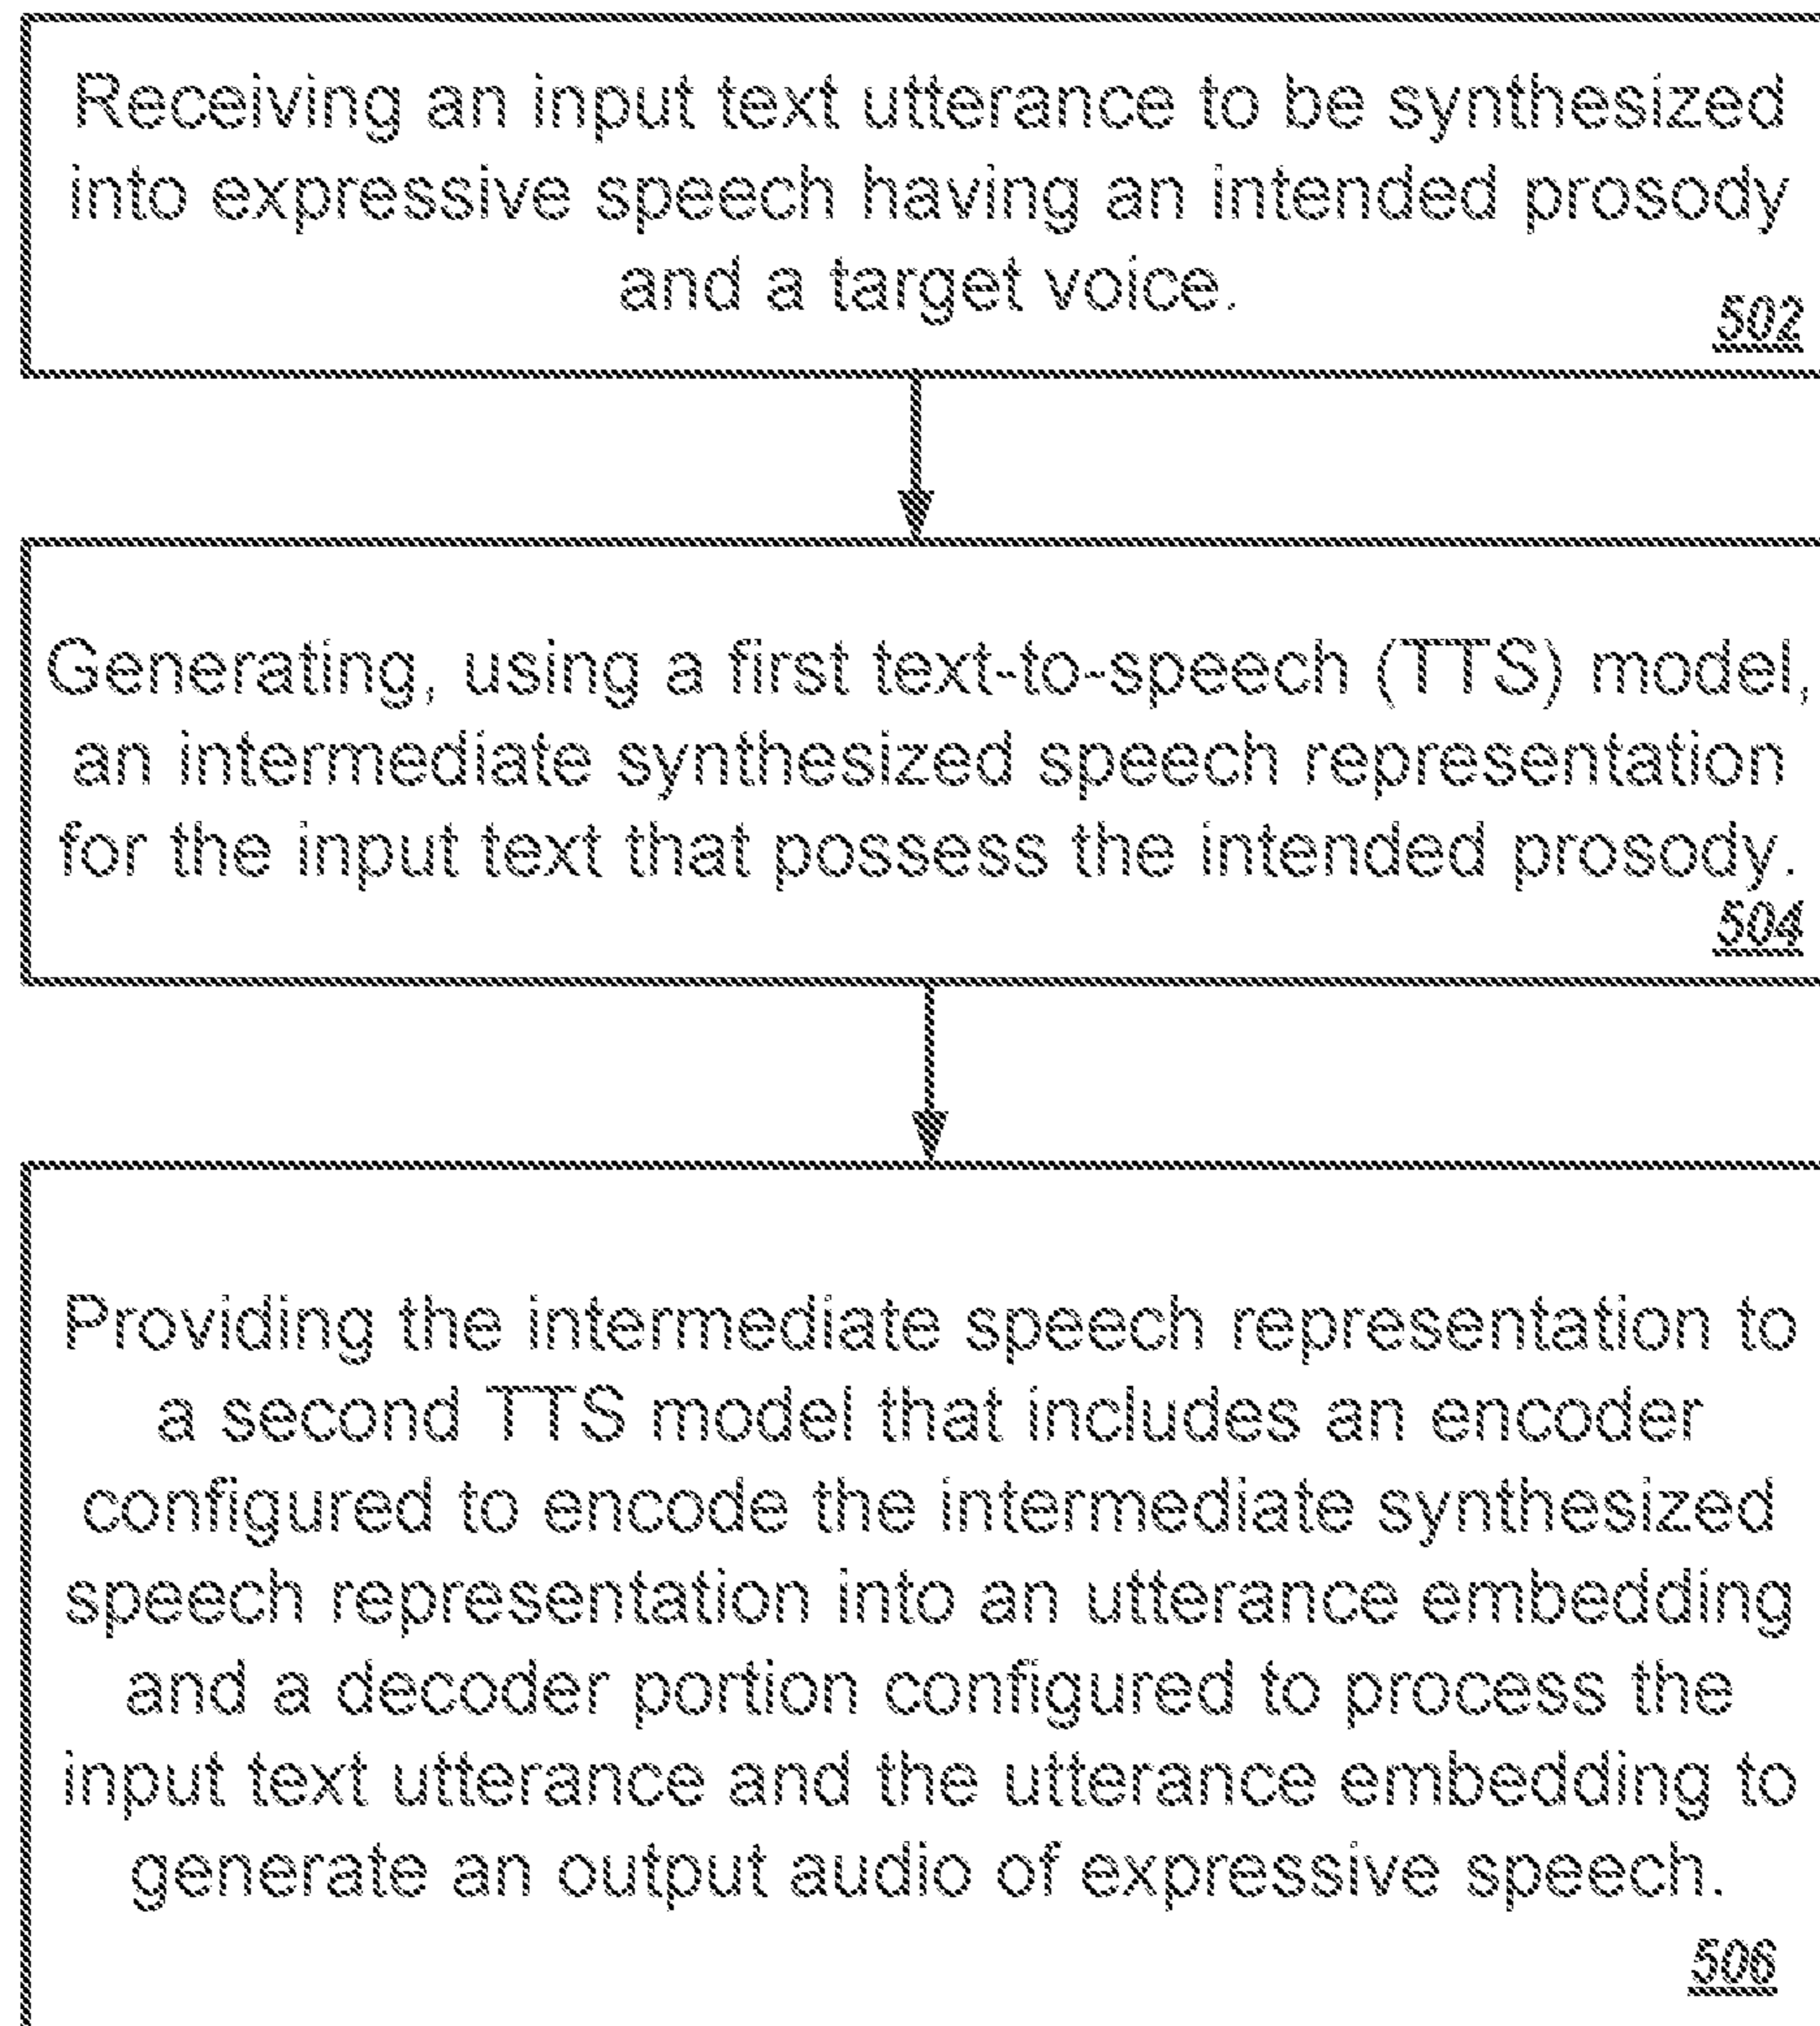 Receiving an input text utterance to be synthesized
into expressive speech having an intended prosody
and a target voice.
502
Generating, using a first text-to-speech (TTS) model,
an intermediate synthesized speech representation
for the input text that possess the intended prosody.
504
Providing the intermediate speech representation to
a second TTS model that includes an encoder
configured to encode the intermediate synthesized
speech representation into an utterance embedding
and a decoder portion configured to process the
input text utterance and the utterance embedding to
generate an output audio of expressive speech.
506